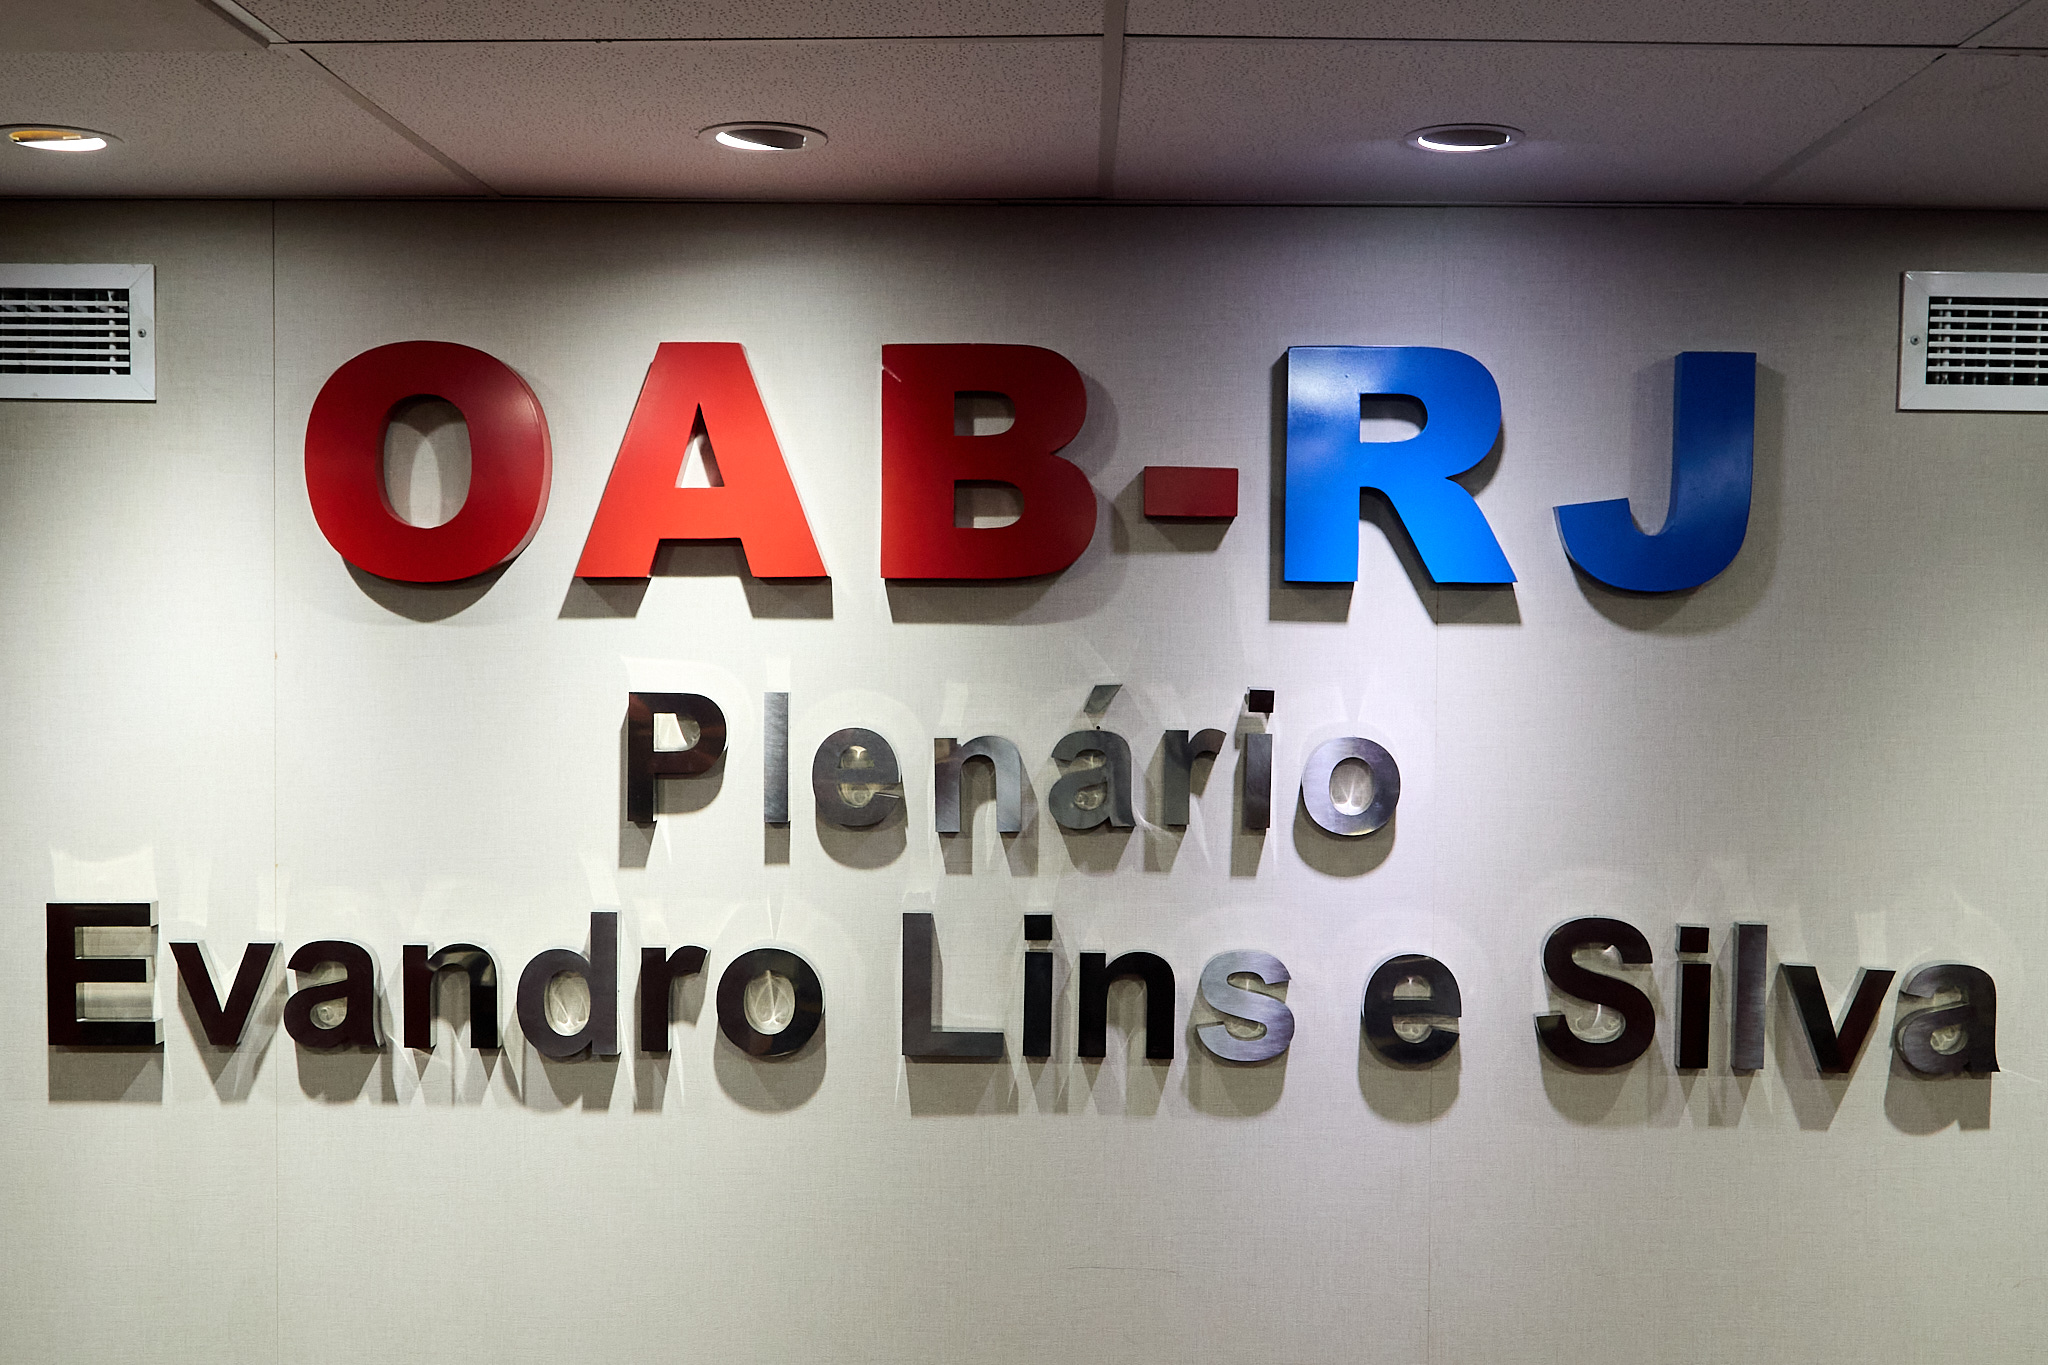 OAB-RJ
Plenário
Evandro Lins e Silva